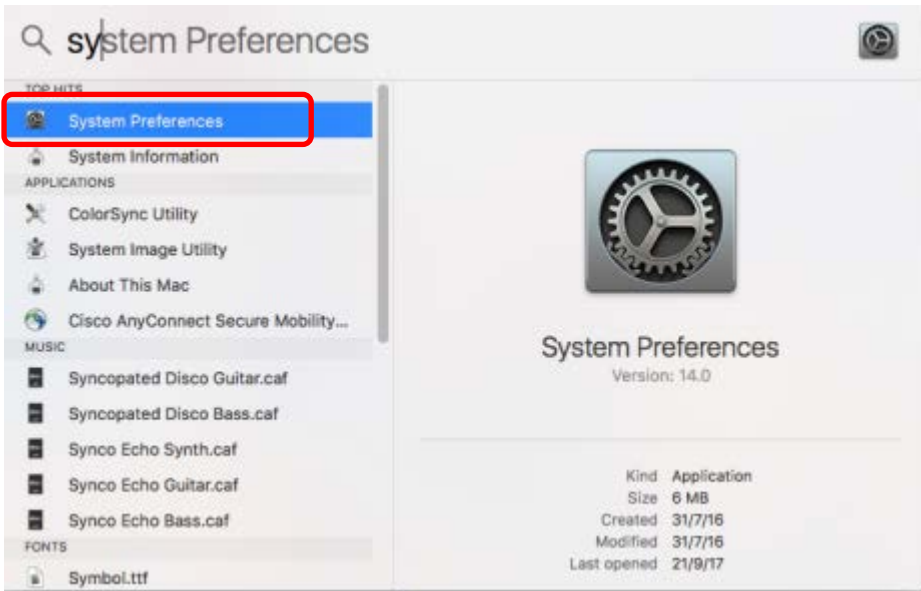 system Preferences
TOP HITS
System Preferences
System Information
APPLICATIONS
ColorSync Utility
System Image Utility
About This Mac
Cisco AnyConnect Secure Mobility...
MUSIC
Syncopated Disco Guitar.caf
Syncopated Disco Bass.caf
Synco Echo Synth.caf
Synco Echo Guitar.caf
Synco Echo Bass.caf
FONTS
Symbol.ttf
System Preferences
Version: 14.0
Kind Application
Size 6 MB
Created 31/7/16
Modified 31/7/16
Last opened 21/9/17